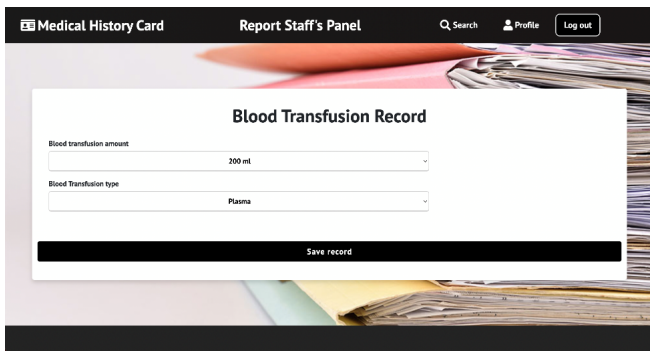 Medical History Card
Report Staff's Panel
Search
Profile
Log out
Blood Transfusion Record
Blood transfusion amount
200 ml
Blood Transfusion type
Plasma
Save record